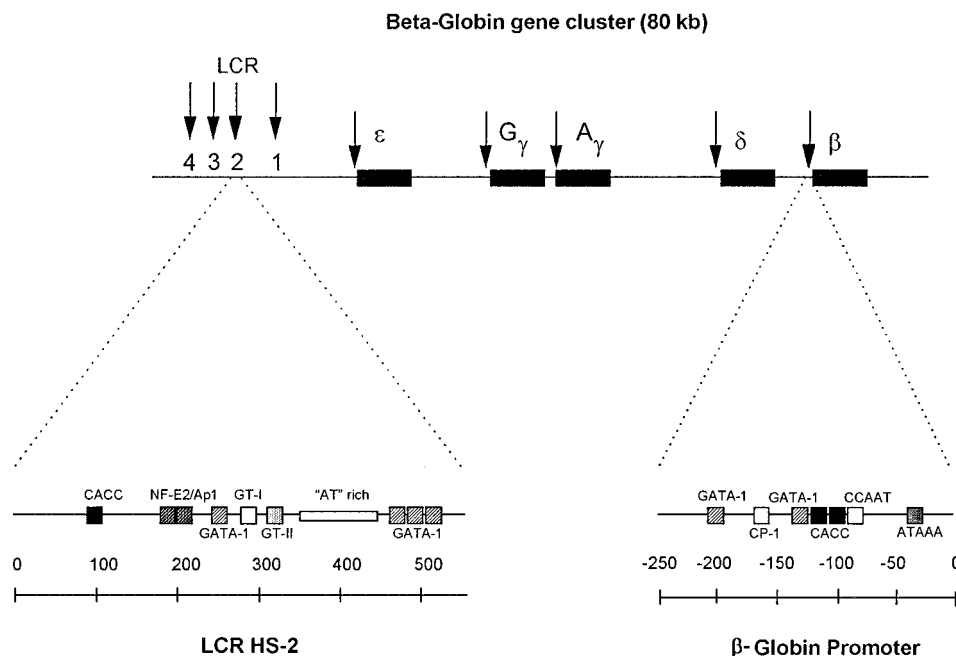 Beta-Globin gene cluster (80 kb)
LCR
ε
Gγ
Aγ
δ
β
4 3 2 1
CACC NF-E2/Ap1 GT-I "AT" rich
GATA-1 GT-II GATA-1
0 100 200 300 400 500
LCR HS-2
GATA-1 GATA-1 CCAAT
CP-1 CACC ATAAA
-250 -200 -150 -100 -50 0
β- Globin Promoter